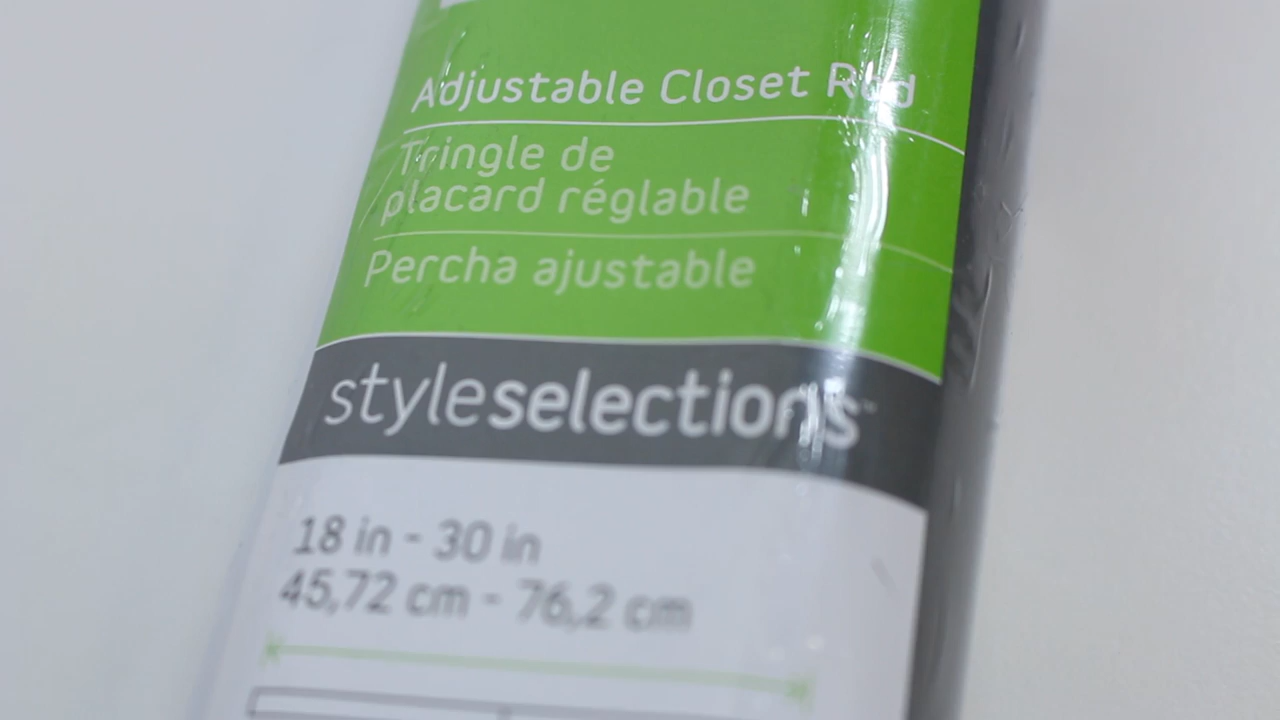 Adjustable Closet Rod
Tringle de
placard réglable
Percha ajustable
styleselections™
18 in - 30 in
45,72 cm - 76,2 cm